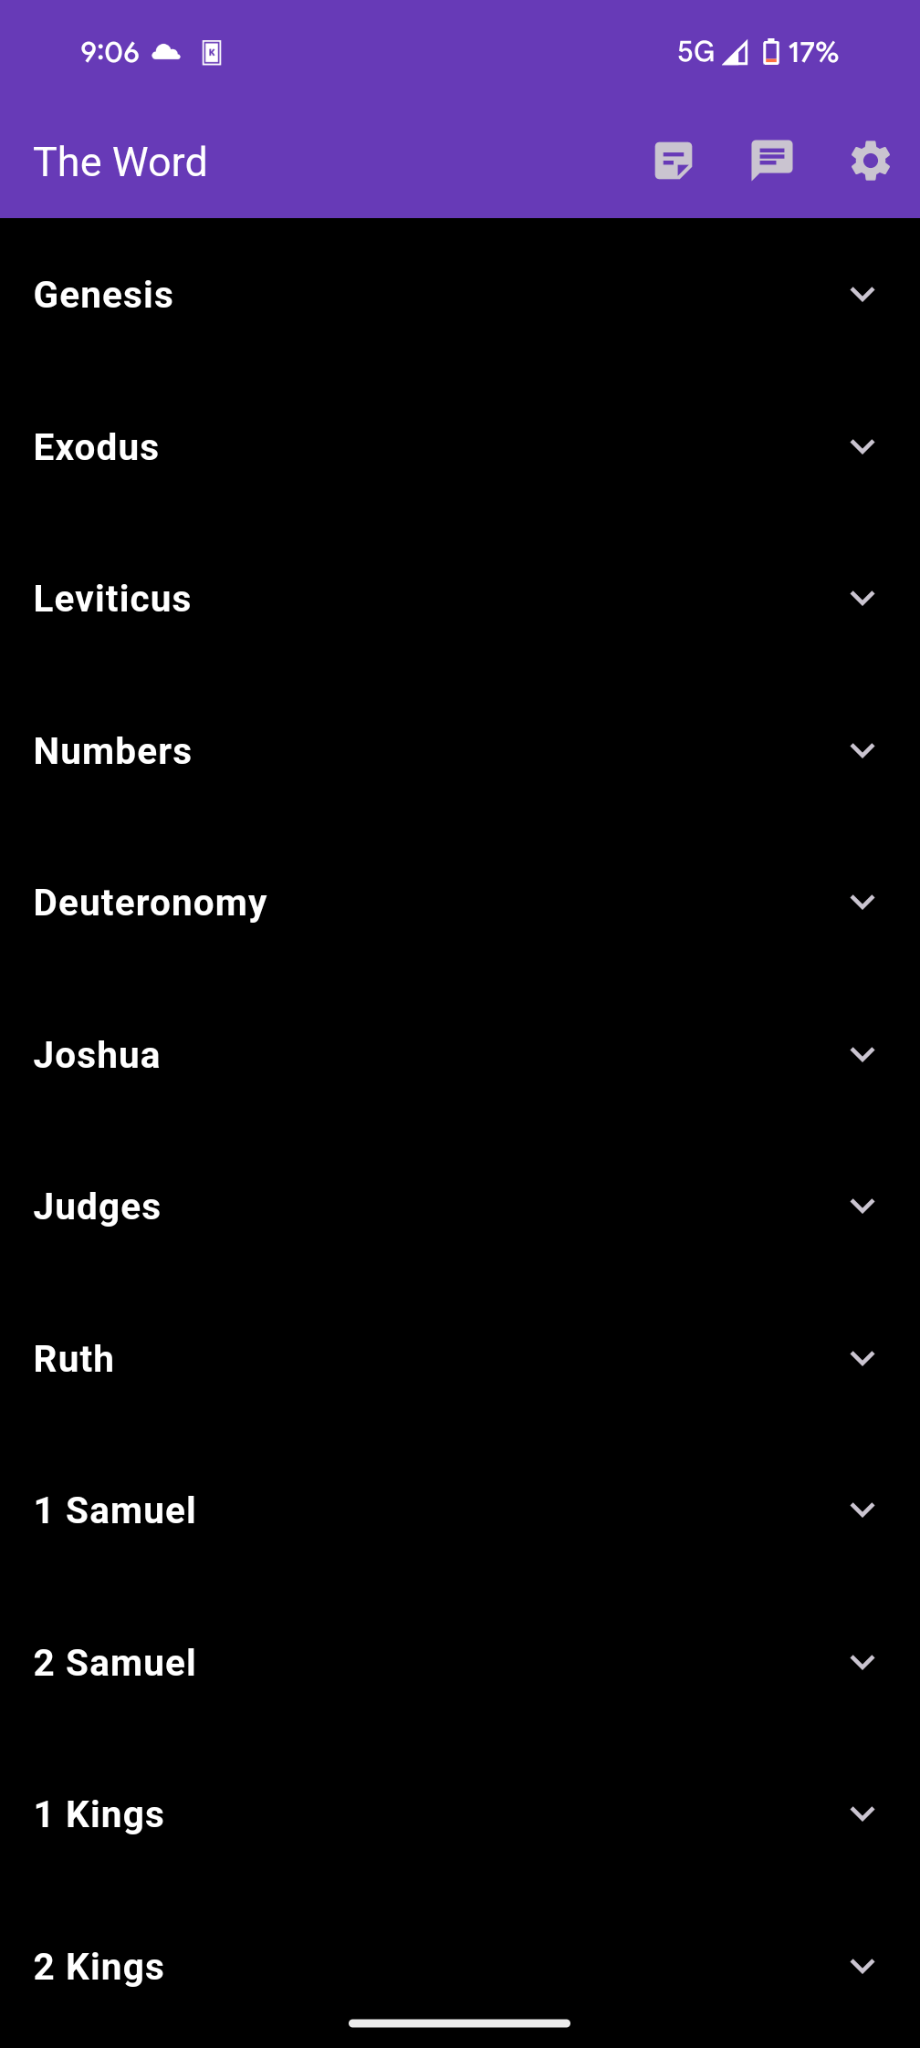 9:06 5G 17%
The Word
Genesis
Exodus
Leviticus
Numbers
Deuteronomy
Joshua
Judges
Ruth
1 Samuel
2 Samuel
1 Kings
2 Kings